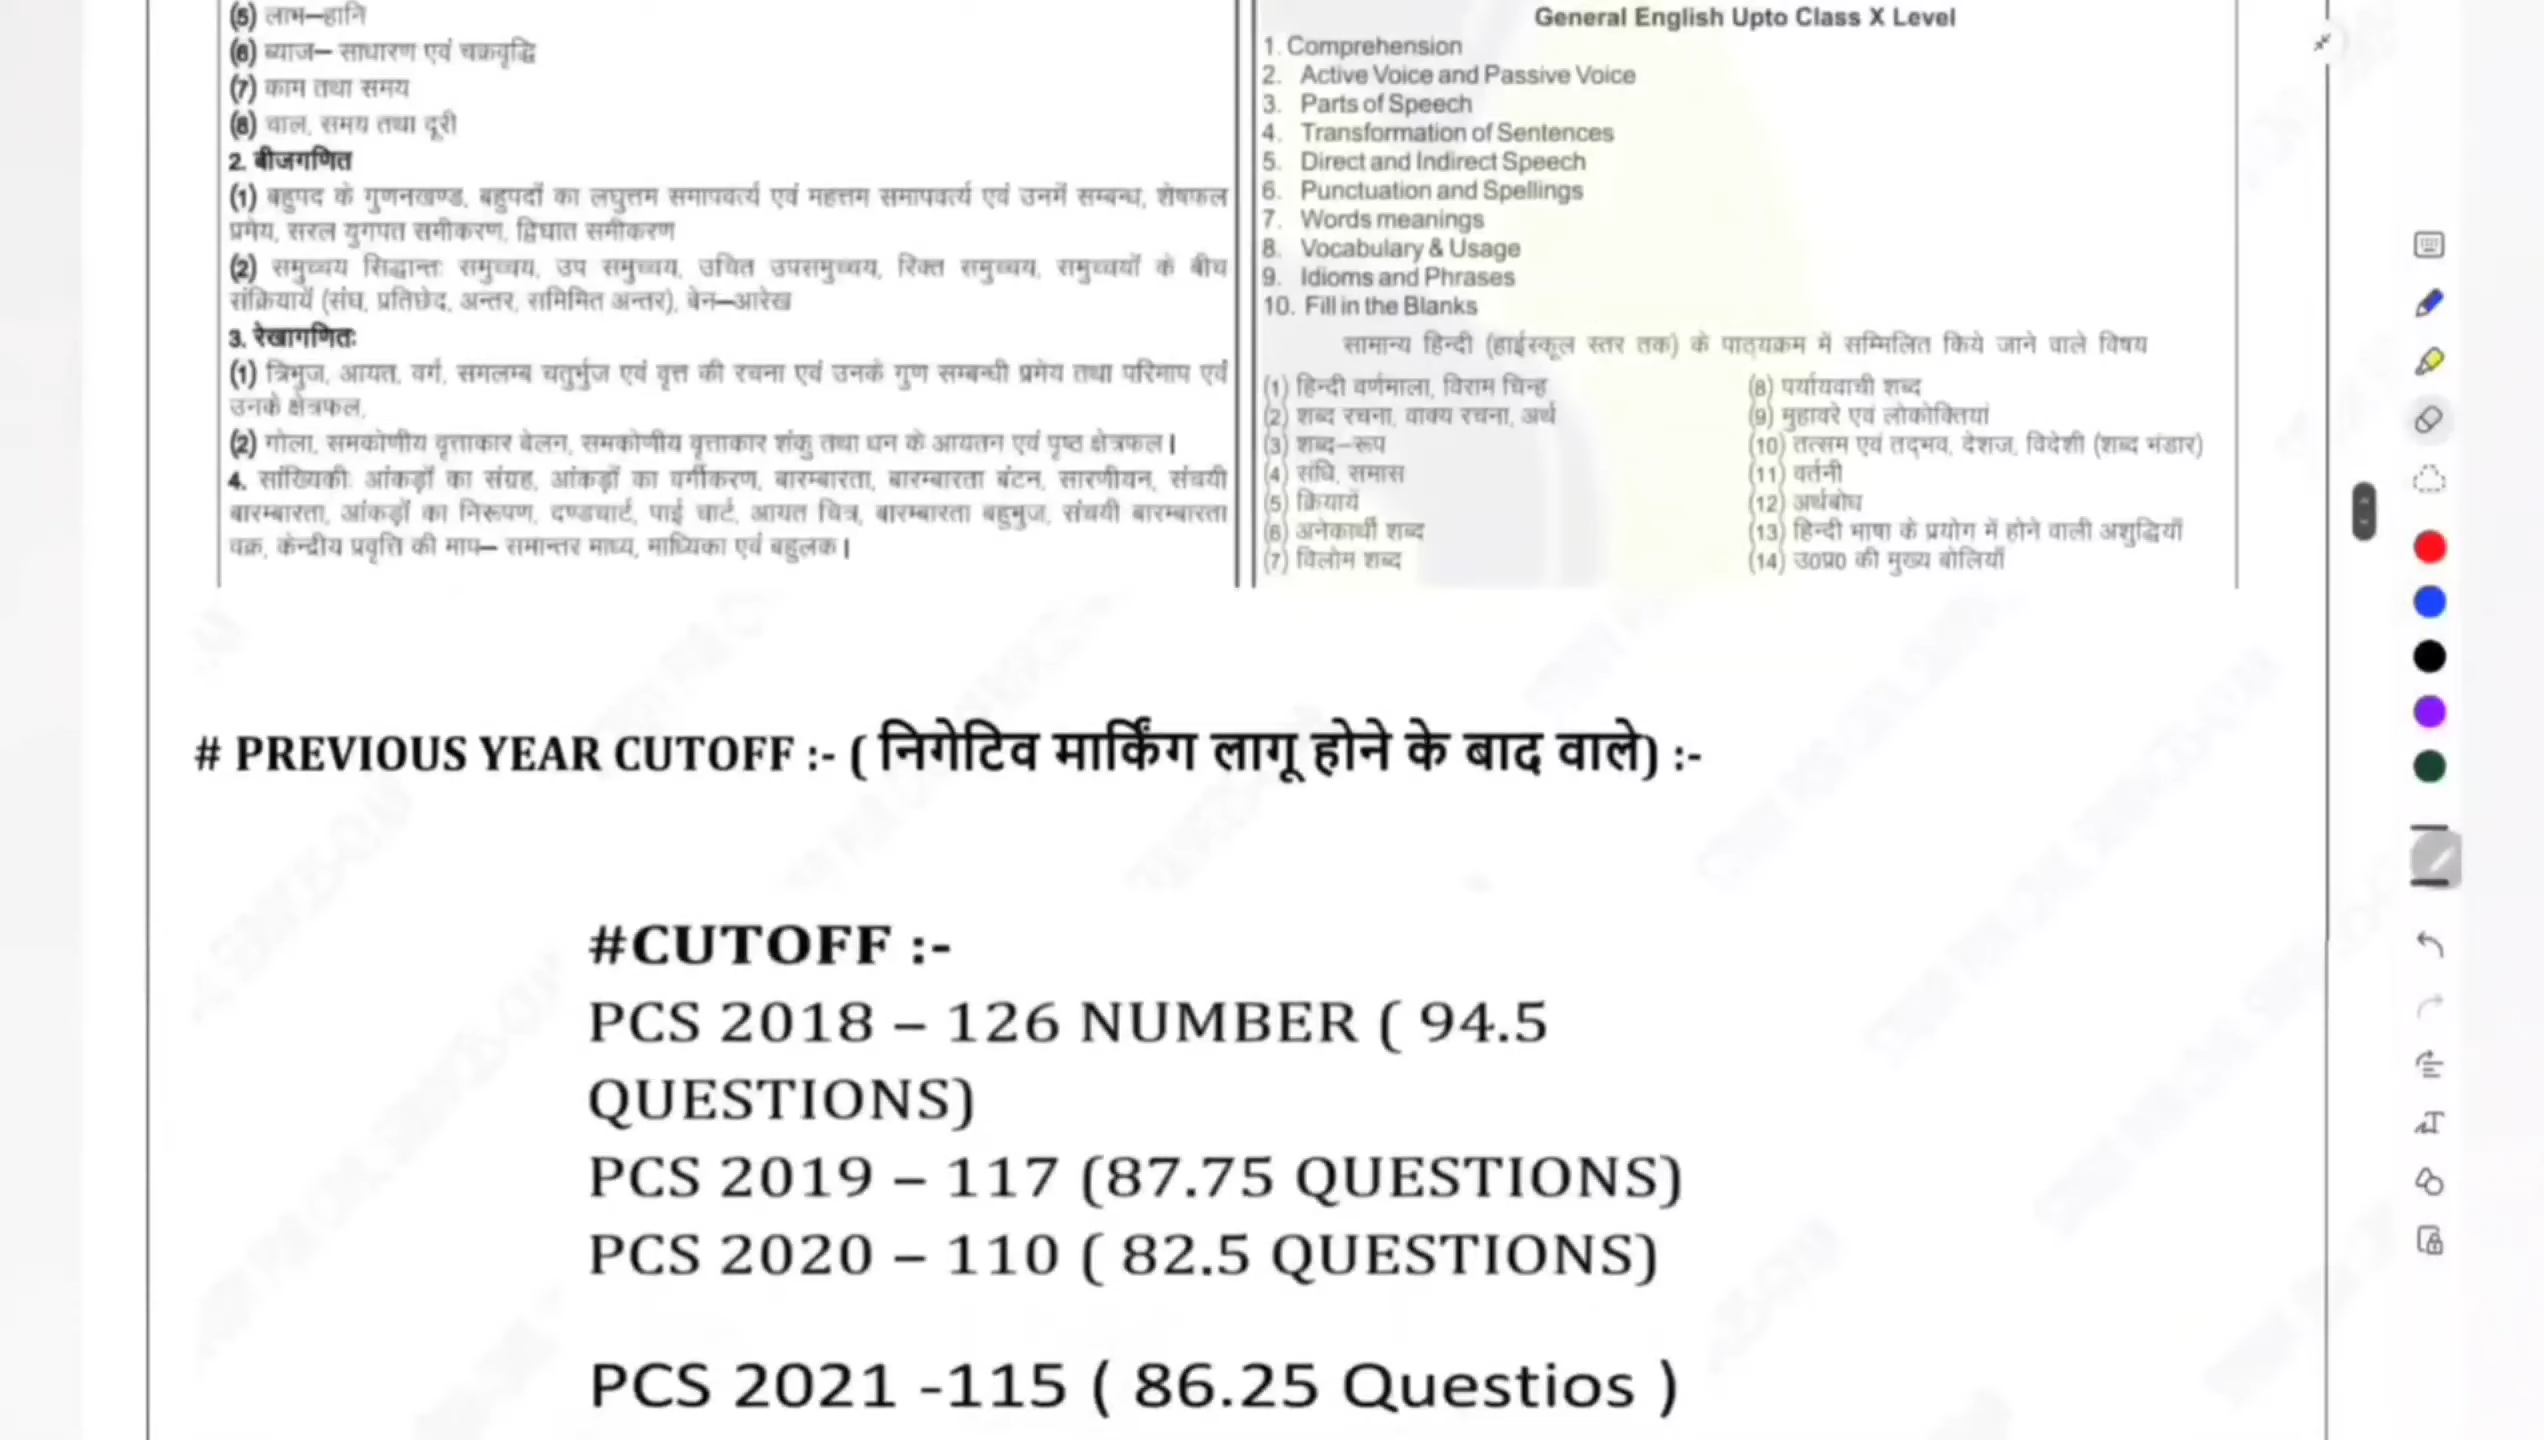 (5) लाभ–हानि
(6) ब्याज– साधारण एवं चक्रवृद्धि
(7) काम तथा समय
(8) चाल, समय तथा दूरी
2. बीजगणित
(1) बहुपद के गुणनखण्ड, बहुपदों का लघुत्तम समापवर्त्य एवं महत्तम समापवर्त्य एवं उनमें सम्बन्ध, शेषफल
प्रमेय, सरल युगपत समीकरण, द्विघात समीकरण
(2) समुच्चय सिद्धान्तः समुच्चय, उप समुच्चय, उचित उपसमुच्चय, रिक्त समुच्चय, समुच्चयों के बीच
संक्रियायें (संघ, प्रतिछेद, अन्तर, समिमित अन्तर), बेन–आरेख
3. रेखागणितः
(1) त्रिभुज, आयत, वर्ग, समलम्ब चतुर्भुज एवं वृत्त की रचना एवं उनके गुण सम्बन्धी प्रमेय तथा परिमाप एवं
उनके क्षेत्रफल,
(2) गोला, समकोणीय वृत्ताकार बेलन, समकोणीय वृत्ताकार शंकु तथा घन के आयतन एवं पृष्ठ क्षेत्रफल।
4. सांख्यिकी: आंकड़ों का संग्रह, आंकड़ों का वर्गीकरण, बारम्बारता, बारम्बारता बंटन, सारणीयन, संचयी
बारम्बारता, आंकड़ों का निरूपण, दण्डचार्ट, पाई चार्ट, आयत चित्र, बारम्बारता बहुभुज, संचयी बारम्बारता
वक्र, केन्द्रीय प्रवृत्ति की माप– समान्तर माध्य, माध्यिका एवं बहुलक।
General English Upto Class X Level
1. Comprehension
2. Active Voice and Passive Voice
3. Parts of Speech
4. Transformation of Sentences
5. Direct and Indirect Speech
6. Punctuation and Spellings
7. Words meanings
8. Vocabulary & Usage
9. Idioms and Phrases
10. Fill in the Blanks
सामान्य हिन्दी (हाईस्कूल स्तर तक) के पाठ्यक्रम में सम्मिलित किये जाने वाले विषय
(1) हिन्दी वर्णमाला, विराम चिन्ह
(2) शब्द रचना, वाक्य रचना, अर्थ
(3) शब्द–रूप
(4) संधि, समास
(5) क्रियायें
(6) अनेकार्थी शब्द
(7) विलोम शब्द
(8) पर्यायवाची शब्द
(9) मुहावरे एवं लोकोक्तियां
(10) तत्सम एवं तद्भव, देशज, विदेशी (शब्द भंडार)
(11) वर्तनी
(12) अर्थबोध
(13) हिन्दी भाषा के प्रयोग में होने वाली अशुद्धियाँ
(14) उ0प्र0 की मुख्य बोलियाँ
# PREVIOUS YEAR CUTOFF :- ( निगेटिव मार्किंग लागू होने के बाद वाले) :-
#CUTOFF :-
PCS 2018 – 126 NUMBER ( 94.5
QUESTIONS)
PCS 2019 – 117 (87.75 QUESTIONS)
PCS 2020 – 110 ( 82.5 QUESTIONS)
PCS 2021 -115 ( 86.25 Questios )